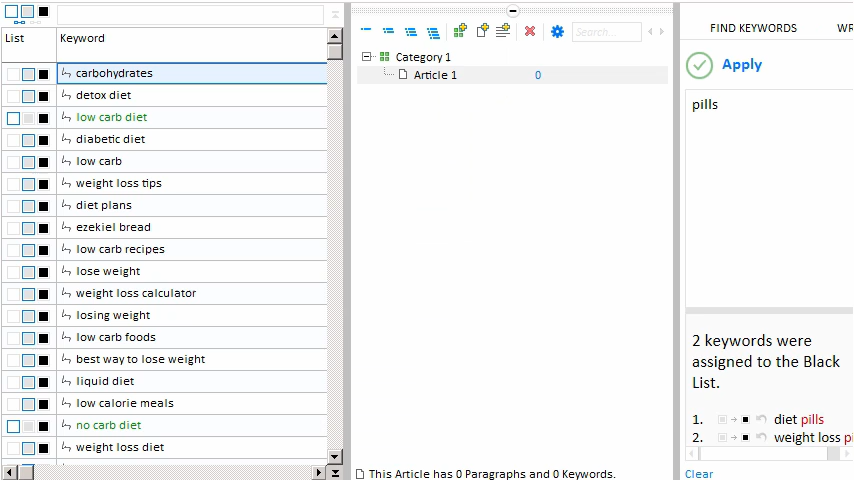 List Keyword
carbohydrates
detox diet
low carb diet
diabetic diet
low carb
weight loss tips
diet plans
ezekiel bread
low carb recipes
lose weight
weight loss calculator
losing weight
low carb foods
best way to lose weight
liquid diet
low calorie meals
no carb diet
weight loss diet
Search...
Category 1
Article 1 0
This Article has 0 Paragraphs and 0 Keywords.
FIND KEYWORDS WR
Apply
pills
2 keywords were
assigned to the Black
List.
1. diet pills
2. weight loss pi
Clear